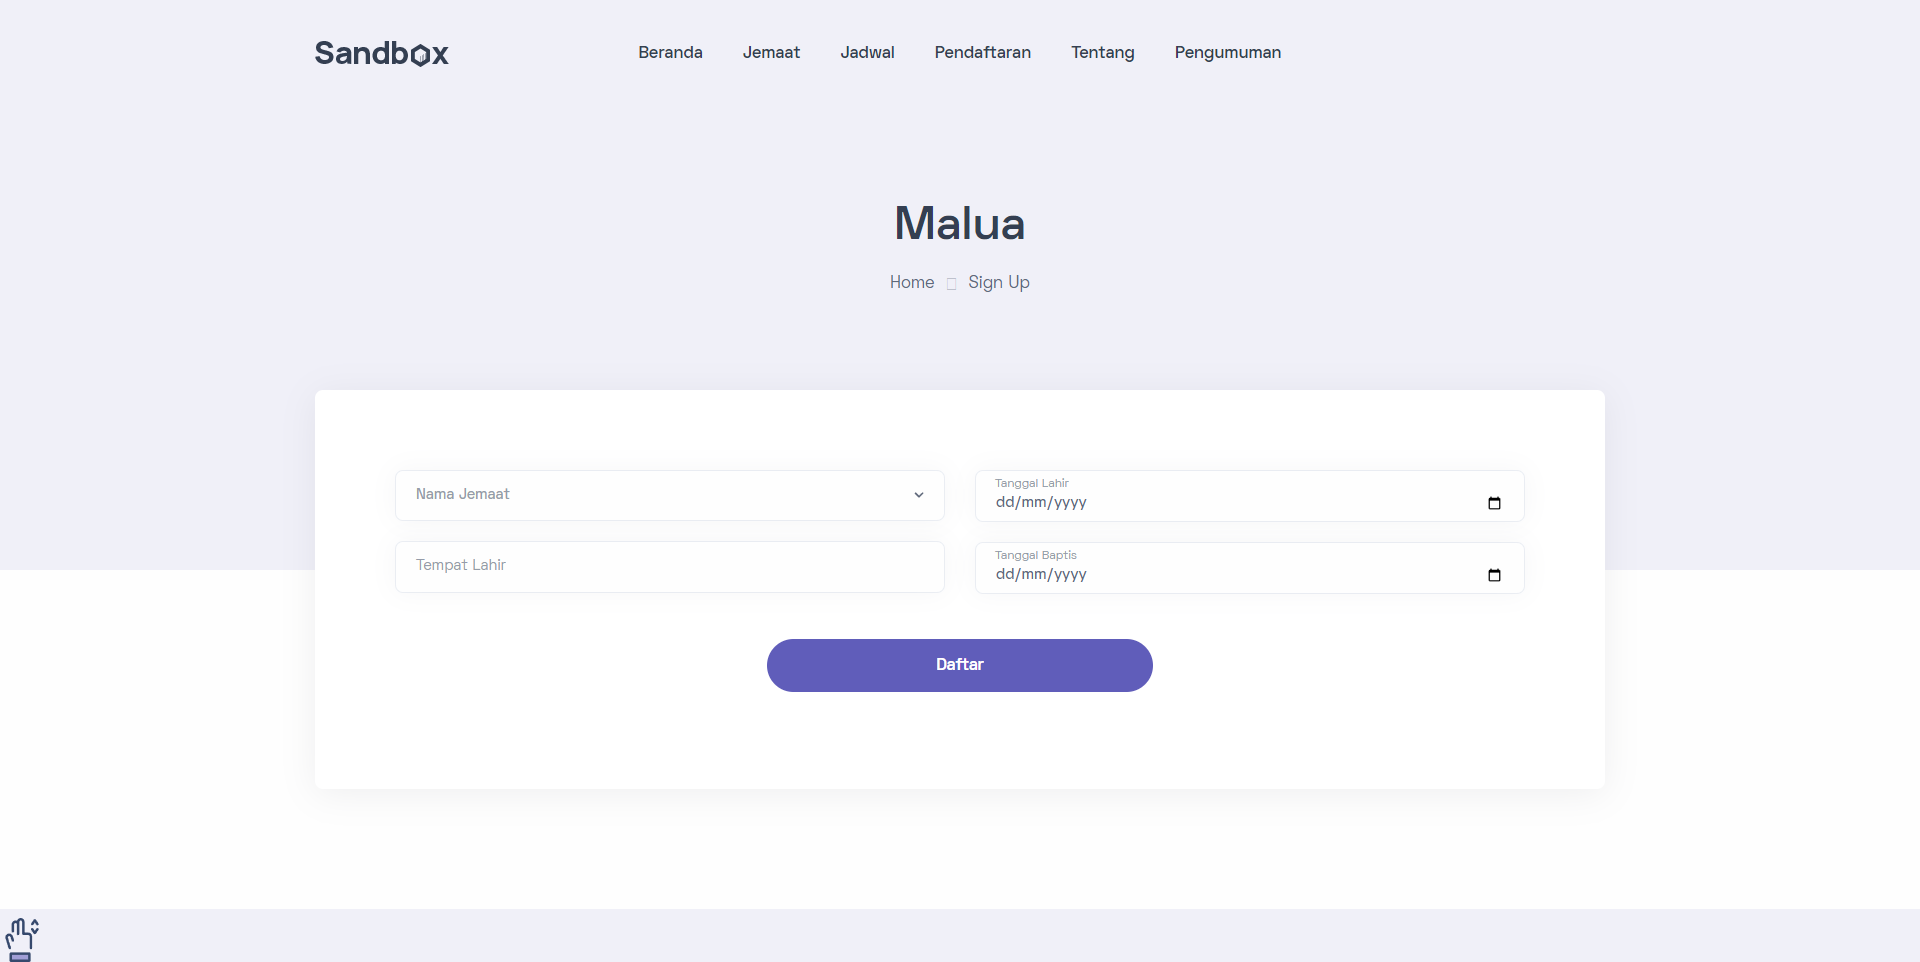 Sandbox
Beranda Jemaat Jadwal Pendaftaran Tentang Pengumuman
Malua
Home Sign Up
Nama Jemaat
Tanggal Lahir
dd/mm/yyyy
Tempat Lahir
Tanggal Baptis
dd/mm/yyyy
Daftar